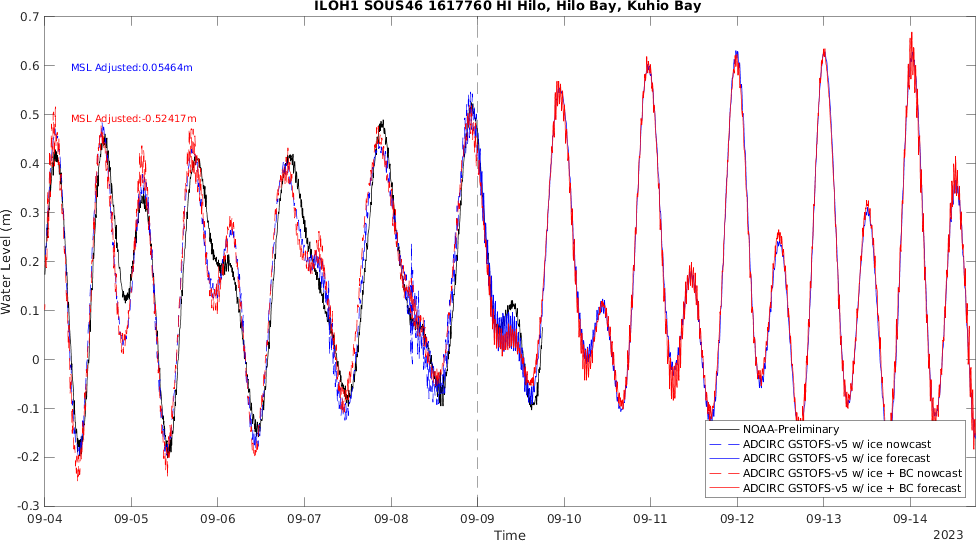 ILOH1 SOUS46 1617760 HI Hilo, Hilo Bay, Kuhio Bay
0.7
0.6
0.5
0.4
0.3
0.2
0.1
0
-0.1
-0.2
-0.3
Water Level (m)
MSL Adjusted:0.05464m
MSL Adjusted:-0.52417m
NOAA-Preliminary
ADCIRC GSTOFS-v5 w/ ice nowcast
ADCIRC GSTOFS-v5 w/ ice forecast
ADCIRC GSTOFS-v5 w/ ice + BC nowcast
ADCIRC GSTOFS-v5 w/ ice + BC forecast
09-04 09-05 09-06 09-07 09-08 09-09 09-10 09-11 09-12 09-13 09-14
Time
2023